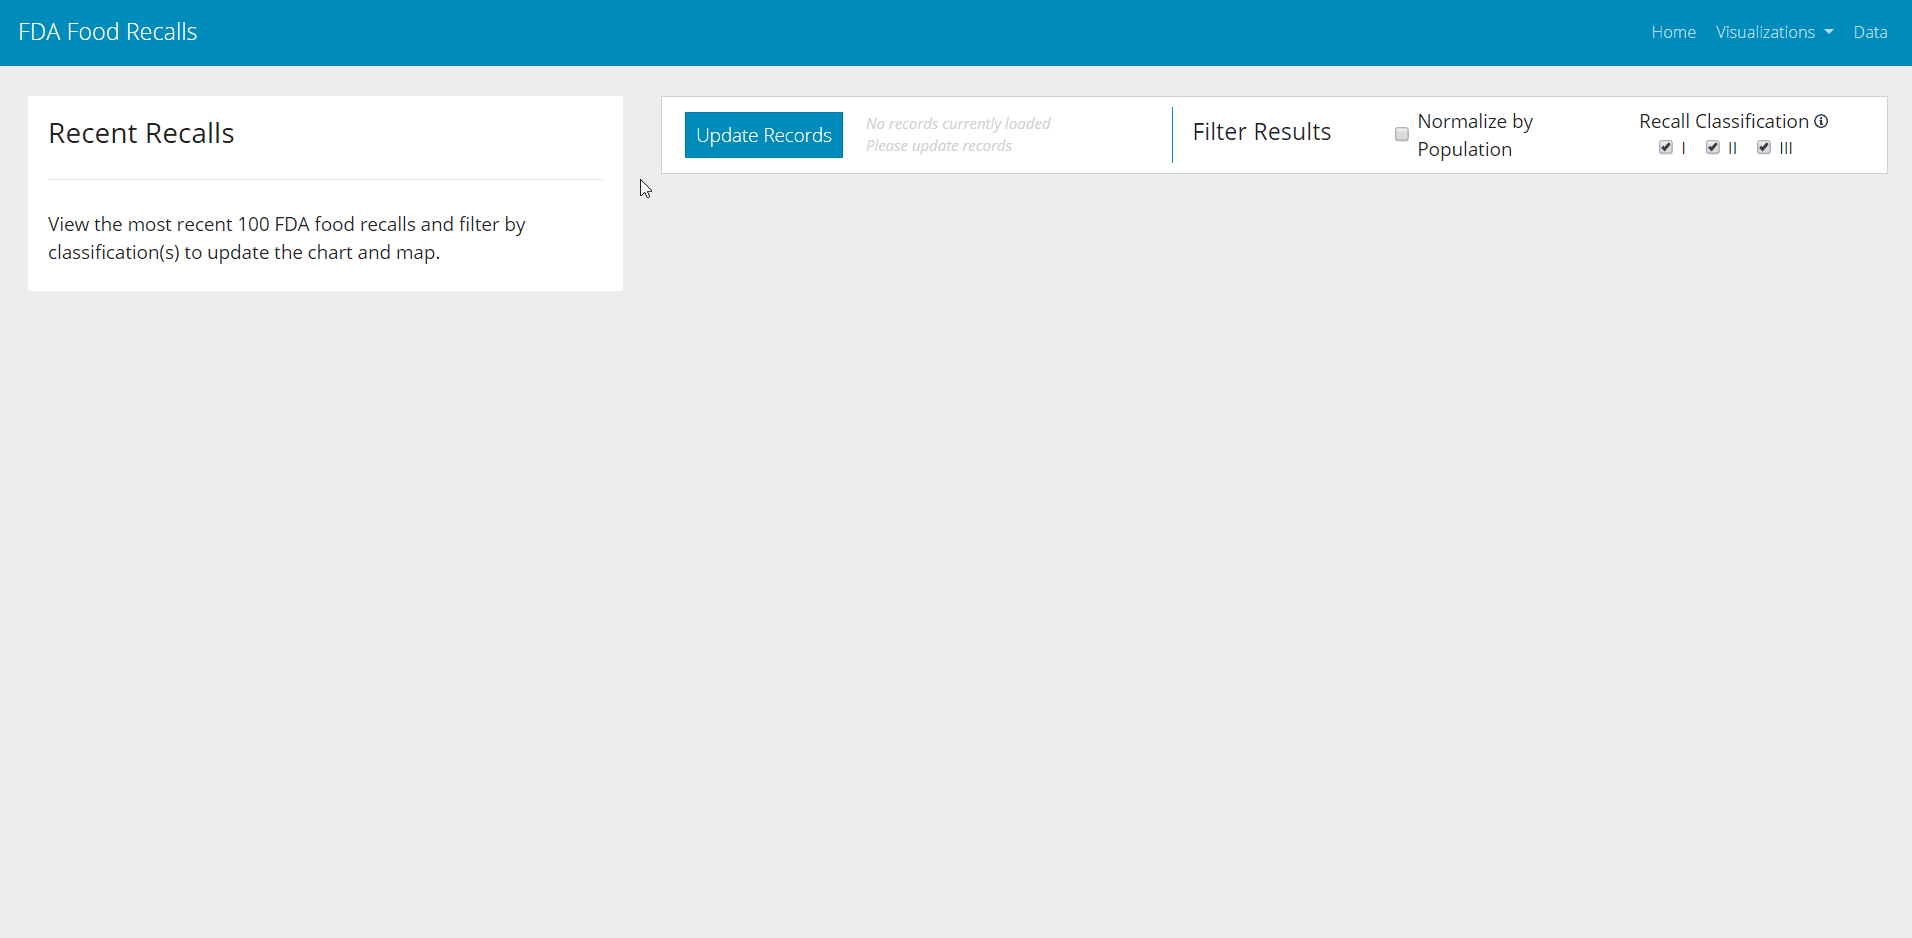 FDA Food Recalls
Home Visualizations Data
Recent Recalls
View the most recent 100 FDA food recalls and filter by
classification(s) to update the chart and map.
Update Records
No records currently loaded
Please update records
Filter Results
Normalize by
Population
Recall Classification
I II III